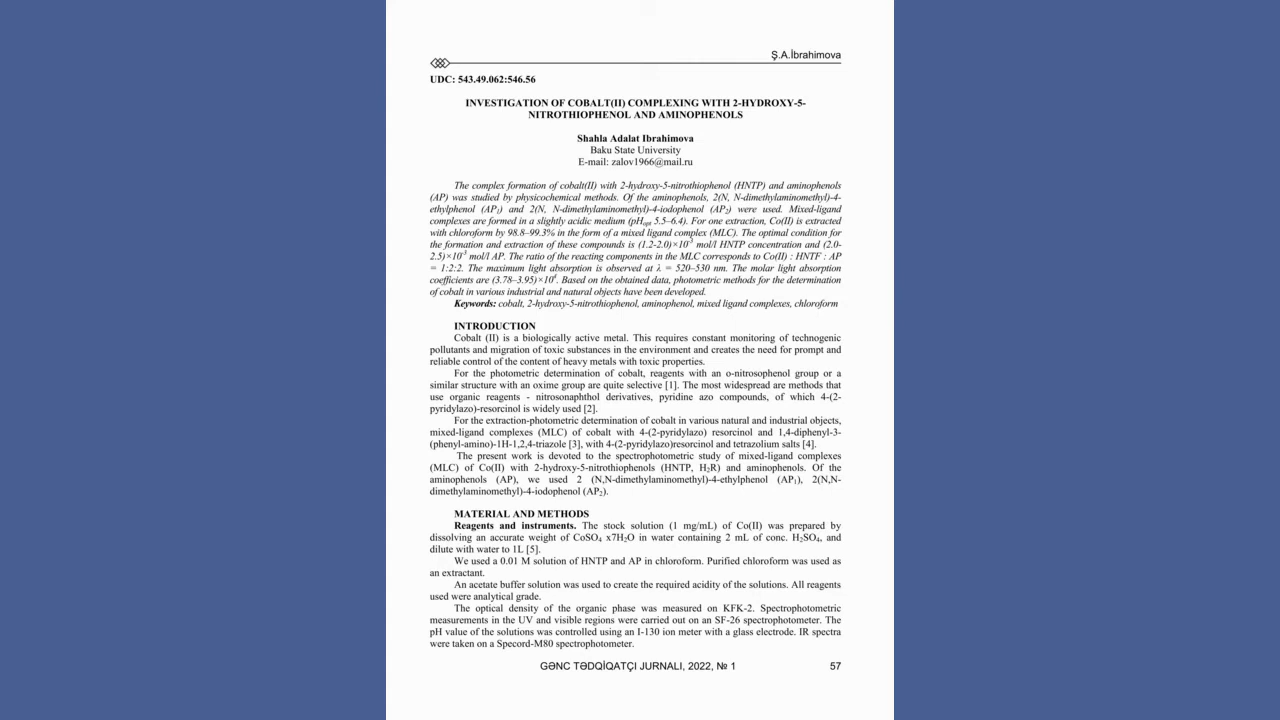 Ş.A.İbrahimova
UDC: 543.49.062:546.56
INVESTIGATION OF COBALT(II) COMPLEXING WITH 2-HYDROXY-5-
NITROTHIOPHENOL AND AMINOPHENOLS
Shahla Adalat Ibrahimova
Baku State University
E-mail: zalov1966@mail.ru
The complex formation of cobalt(II) with 2-hydroxy-5-nitrothiophenol (HNTP) and aminophenols
(AP) was studied by physicochemical methods. Of the aminophenols, 2(N, N-dimethylaminomethyl)-4-
ethylphenol (AP₁) and 2(N, N-dimethylaminomethyl)-4-iodophenol (AP₂) were used. Mixed-ligand
complexes are formed in a slightly acidic medium (pHopt 5.5–6.4). For one extraction, Co(II) is extracted
with chloroform by 98.8–99.3% in the form of a mixed ligand complex (MLC). The optimal condition for
the formation and extraction of these compounds is (1.2-2.0)×10⁻³ mol/l HNTP concentration and (2.0-
2.5)×10⁻³ mol/l AP. The ratio of the reacting components in the MLC corresponds to Co(II) : HNTF : AP
= 1:2:2. The maximum light absorption is observed at λ = 520–530 nm. The molar light absorption
coefficients are (3.78–3.95)×10⁴. Based on the obtained data, photometric methods for the determination
of cobalt in various industrial and natural objects have been developed.
Keywords: cobalt, 2-hydroxy-5-nitrothiophenol, aminophenol, mixed ligand complexes, chloroform
INTRODUCTION
Cobalt (II) is a biologically active metal. This requires constant monitoring of technogenic
pollutants and migration of toxic substances in the environment and creates the need for prompt and
reliable control of the content of heavy metals with toxic properties.
For the photometric determination of cobalt, reagents with an o-nitrosophenol group or a
similar structure with an oxime group are quite selective [1]. The most widespread are methods that
use organic reagents - nitrosonaphthol derivatives, pyridine azo compounds, of which 4-(2-
pyridylazo)-resorcinol is widely used [2].
For the extraction-photometric determination of cobalt in various natural and industrial objects,
mixed-ligand complexes (MLC) of cobalt with 4-(2-pyridylazo) resorcinol and 1,4-diphenyl-3-
(phenyl-amino)-1H-1,2,4-triazole [3], with 4-(2-pyridylazo)resorcinol and tetrazolium salts [4].
The present work is devoted to the spectrophotometric study of mixed-ligand complexes
(MLC) of Co(II) with 2-hydroxy-5-nitrothiophenols (HNTP, H₂R) and aminophenols. Of the
aminophenols (AP), we used 2 (N,N-dimethylaminomethyl)-4-ethylphenol (AP₁), 2(N,N-
dimethylaminomethyl)-4-iodophenol (AP₂).
MATERIAL AND METHODS
Reagents and instruments. The stock solution (1 mg/mL) of Co(II) was prepared by
dissolving an accurate weight of CoSO₄ x7H₂O in water containing 2 mL of conc. H₂SO₄, and
dilute with water to 1L [5].
We used a 0.01 M solution of HNTP and AP in chloroform. Purified chloroform was used as
an extractant.
An acetate buffer solution was used to create the required acidity of the solutions. All reagents
used were analytical grade.
The optical density of the organic phase was measured on KFK-2. Spectrophotometric
measurements in the UV and visible regions were carried out on an SF-26 spectrophotometer. The
pH value of the solutions was controlled using an I-130 ion meter with a glass electrode. IR spectra
were taken on a Specord-M80 spectrophotometer.
GƏNC TƏDQİQATÇI JURNALI, 2022, № 1 57